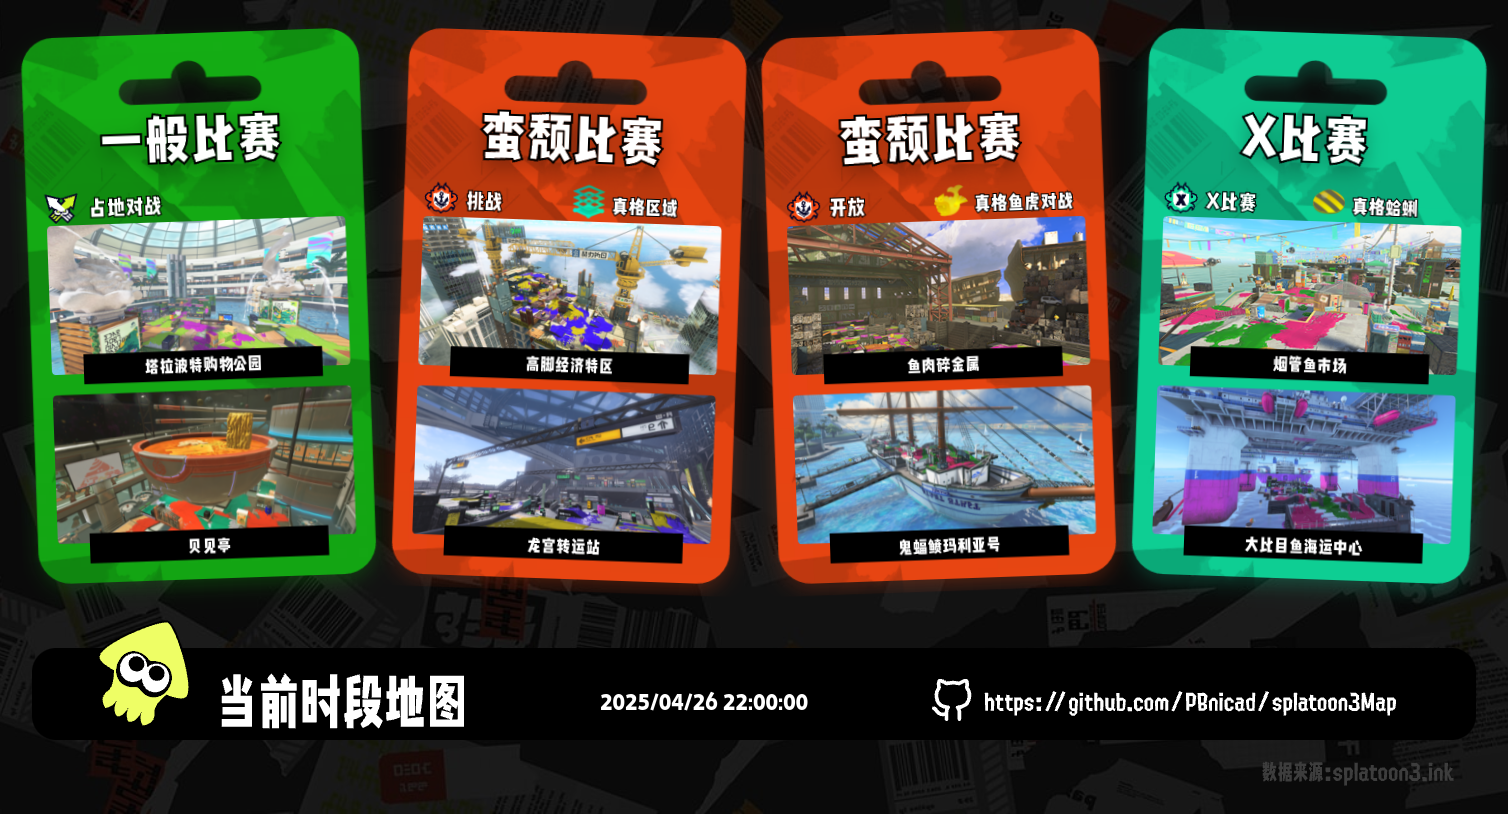 一般比赛
占地对战
塔拉波特购物公园
贝贝亭
蛮颓比赛
挑战
真格区域
高脚经济特区
龙宫转运站
蛮颓比赛
开放
真格鱼虎对战
鱼肉碎金属
鬼蝠鲼玛利亚号
X比赛
X比赛
真格蛤蜊
烟管鱼市场
大比目鱼海运中心
当前时段地图
2025/04/26 22:00:00
https://github.com/PBnicad/splatoon3Map
数据来源:splatoon3.ink